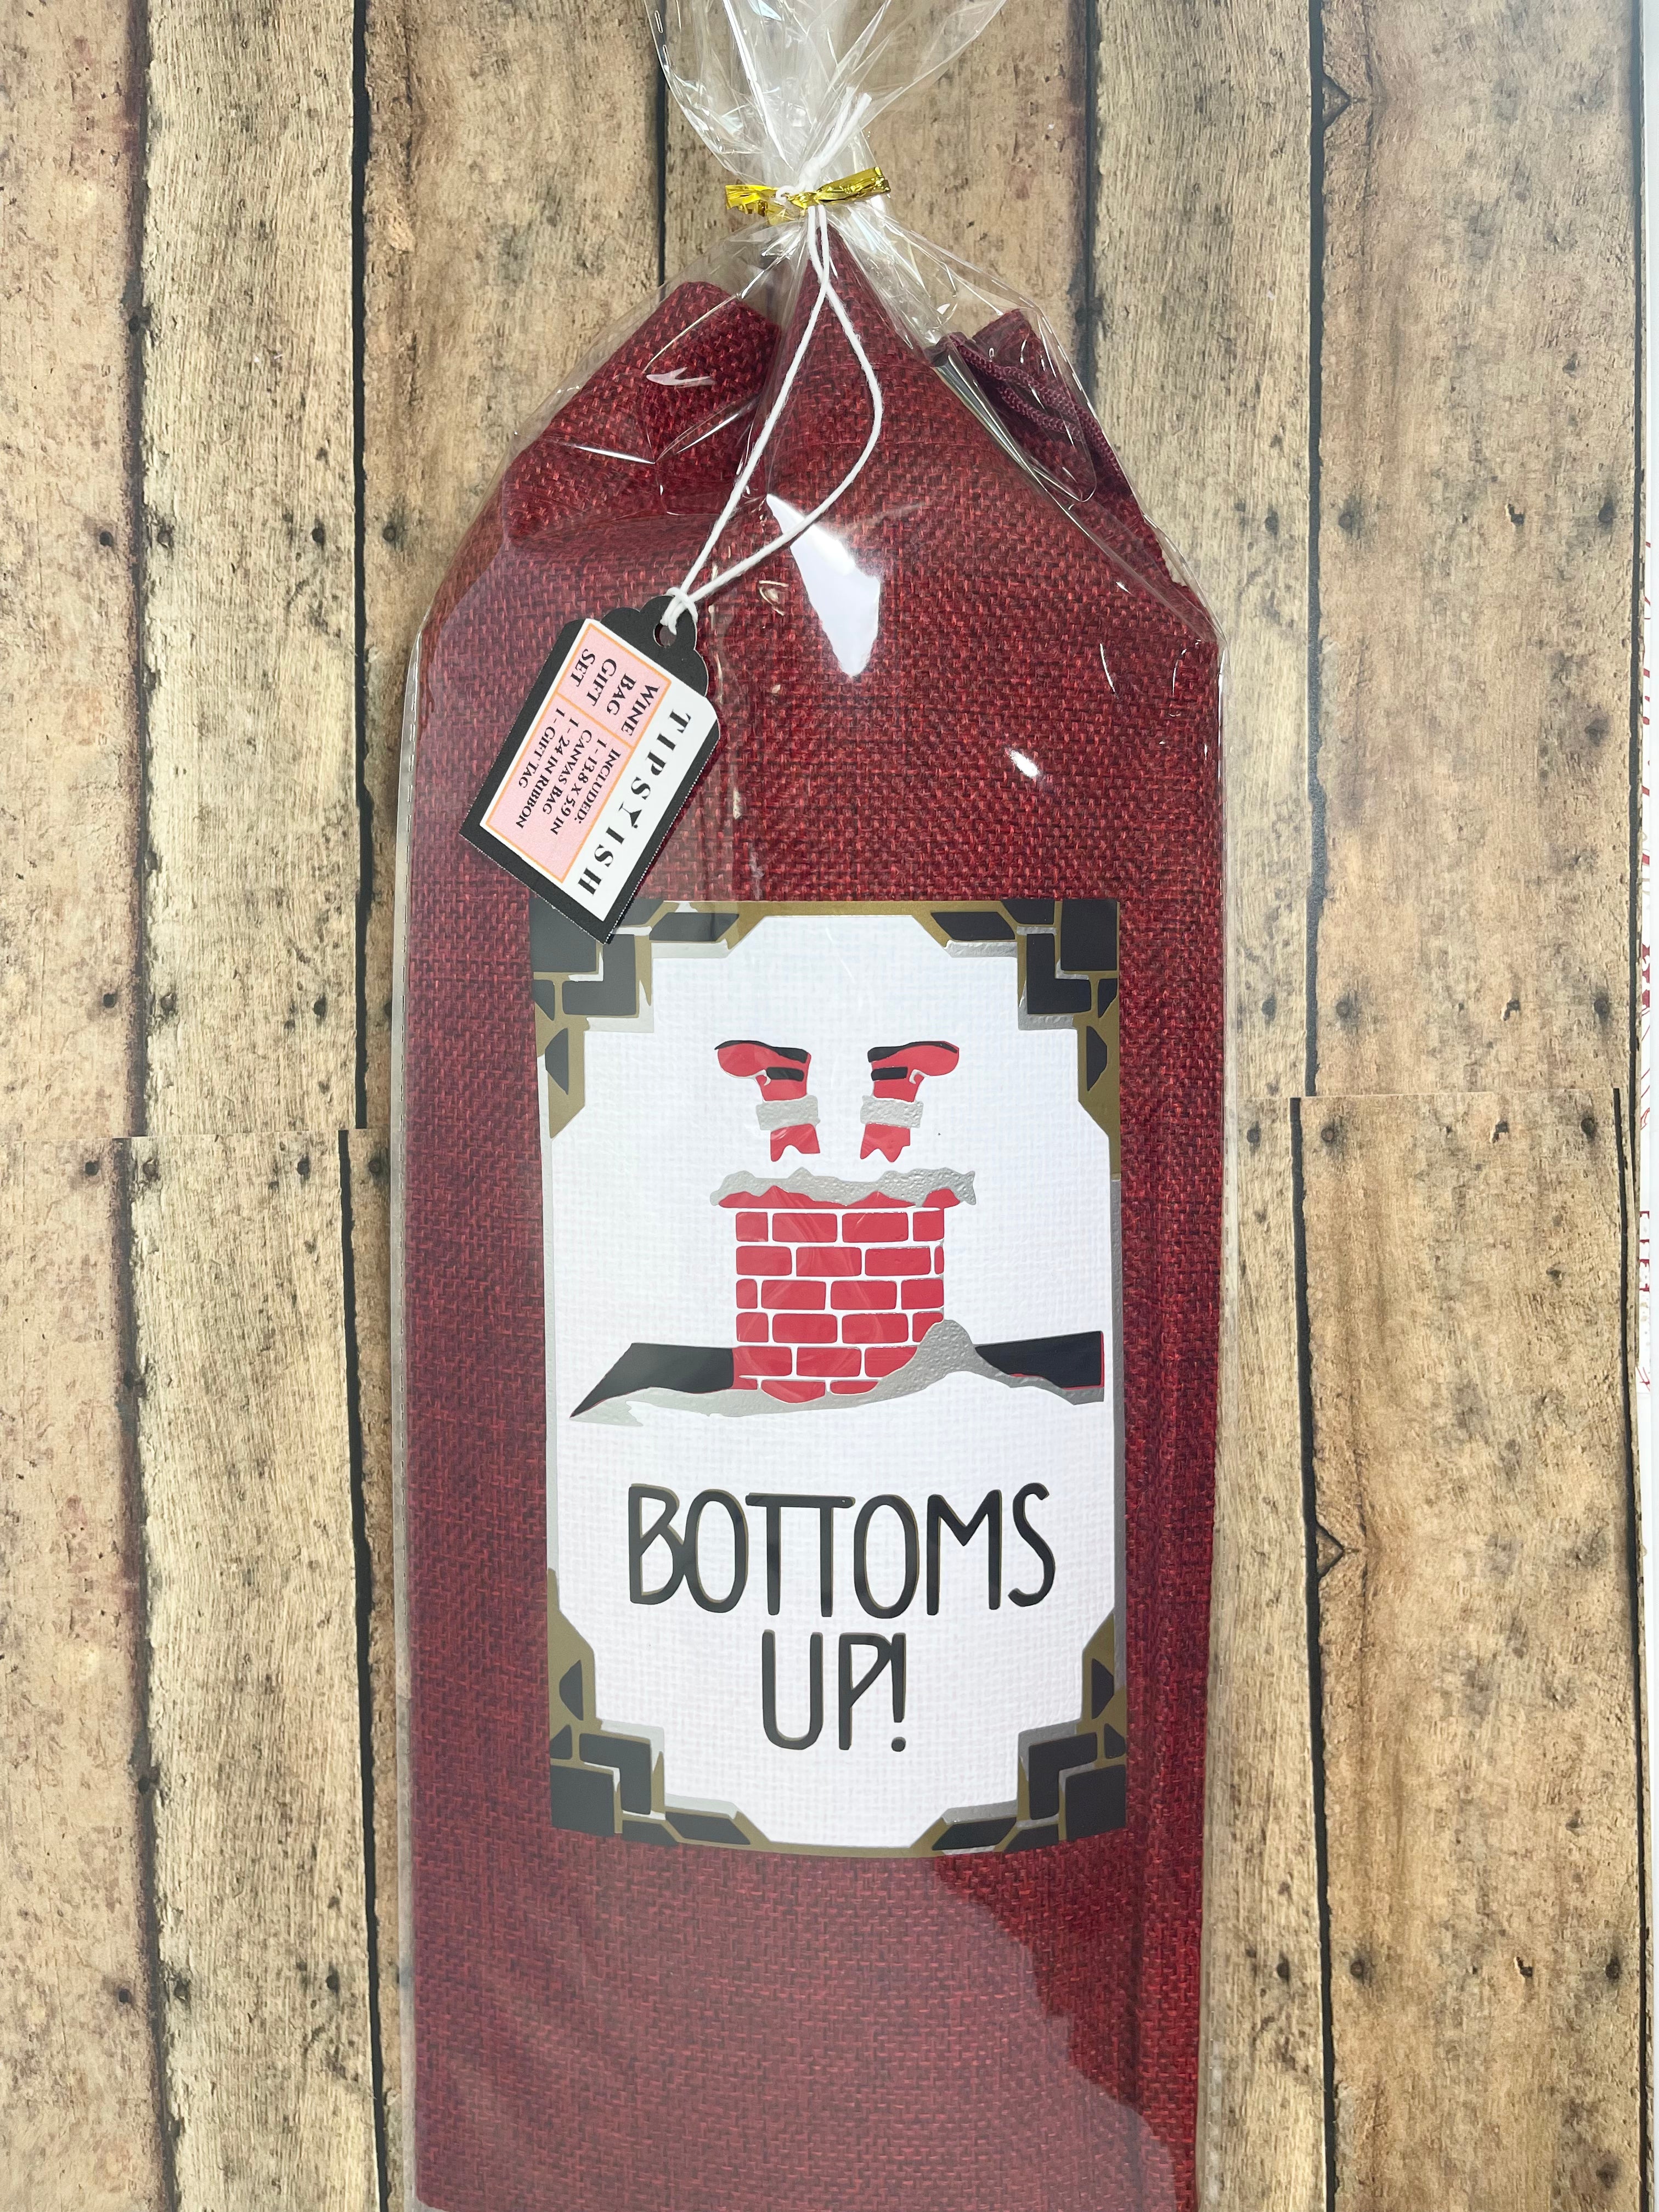 TIPSYISH
WINE
BAG
GIFT
SET
INCLUDED:
1 - 13.8 X 5.9 IN
CANVAS BAG
1 - 24 IN RIBBON
1 - GIFT TAG
BOTTOMS
UP!